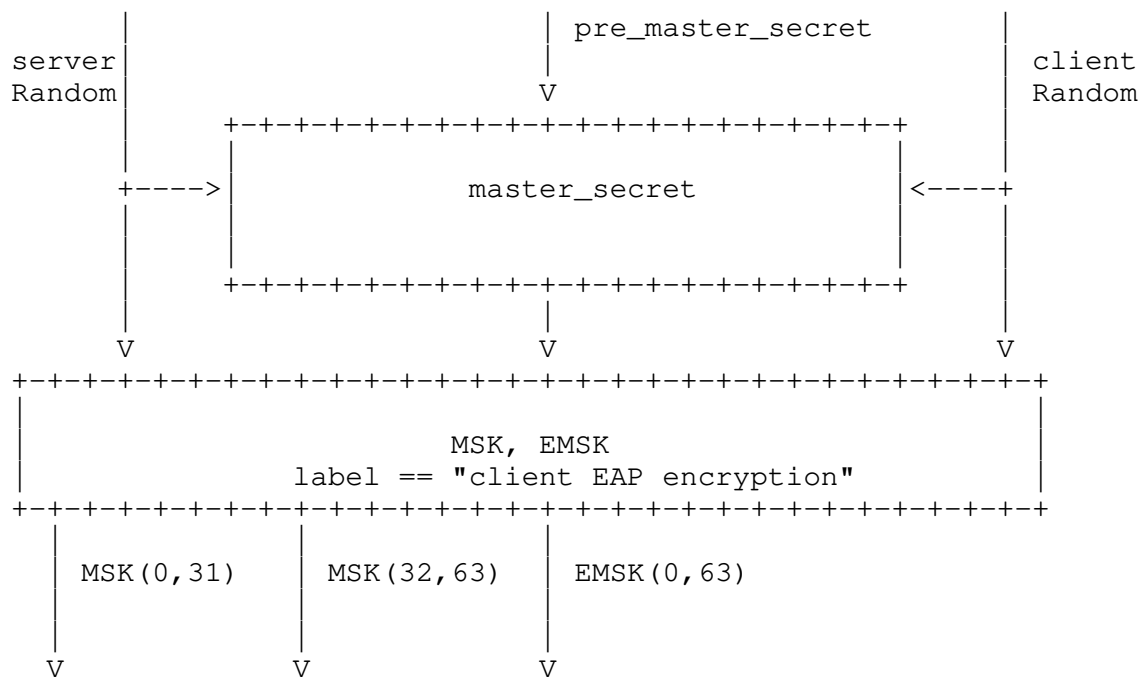 pre_master_secret
server client
Random V Random
+-+-+-+-+-+-+-+-+-+-+-+-+-+-+-+-+-+-+-+
+----> master_secret <----+
+-+-+-+-+-+-+-+-+-+-+-+-+-+-+-+-+-+-+-+
V V V
+-+-+-+-+-+-+-+-+-+-+-+-+-+-+-+-+-+-+-+-+-+-+-+-+-+-+-+-+-+
MSK, EMSK
label == "client EAP encryption"
+-+-+-+-+-+-+-+-+-+-+-+-+-+-+-+-+-+-+-+-+-+-+-+-+-+-+-+-+-+
MSK(0,31) MSK(32,63) EMSK(0,63)
V V V